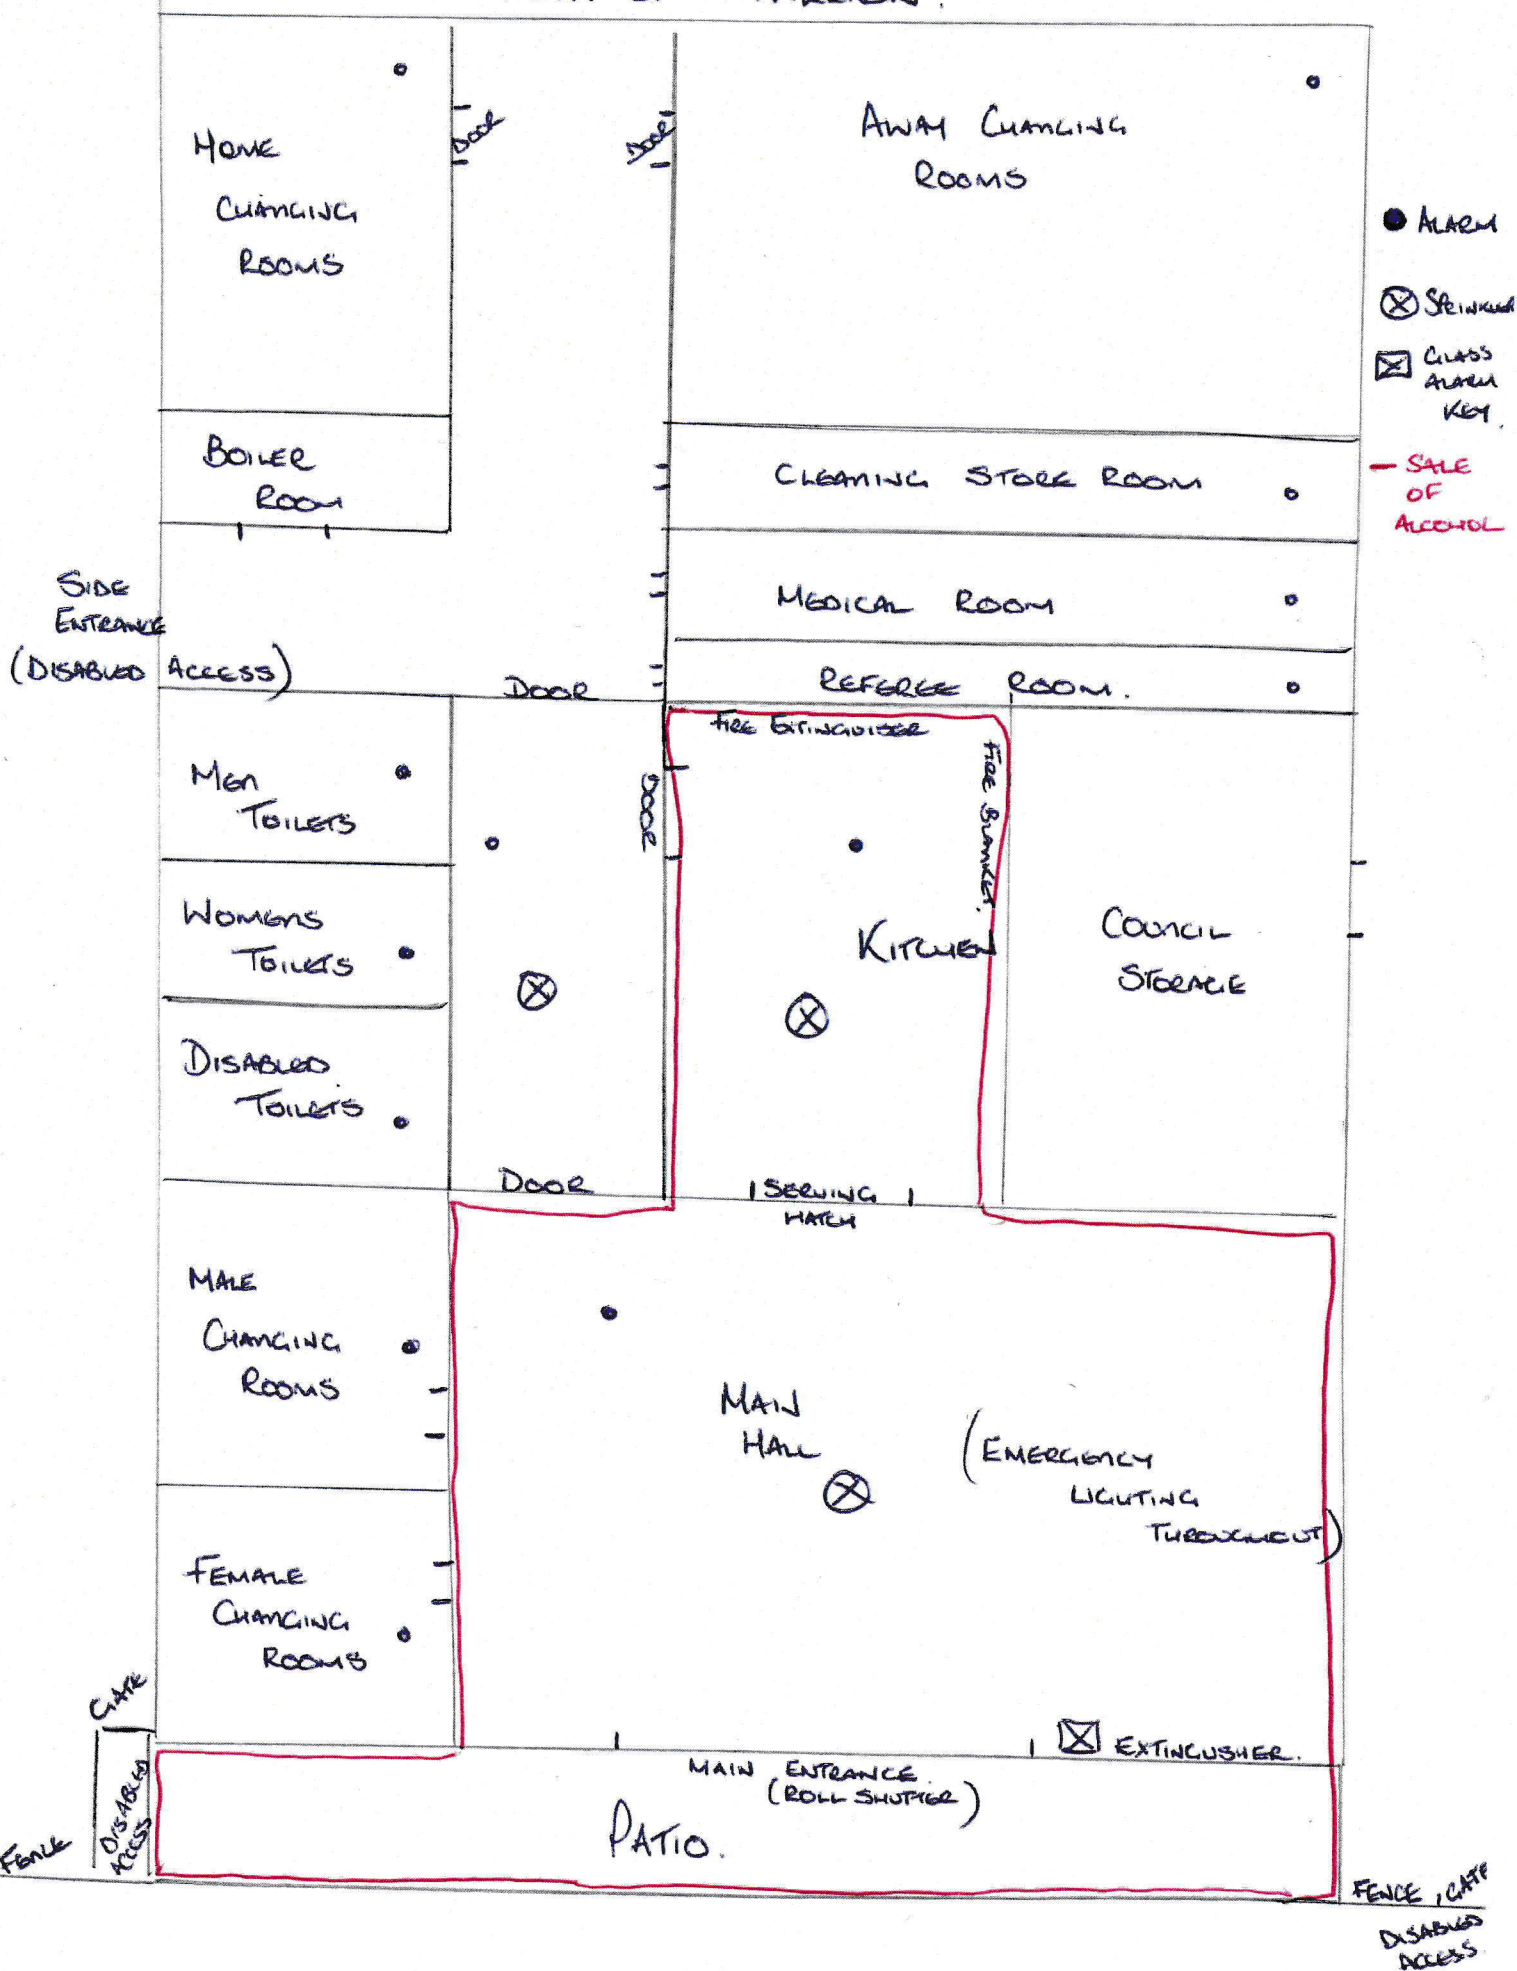 HOME
CHANGING
ROOMS
DOOR
DOOR
AWAY CHANGING
ROOMS
ALARM
SPRINKLER
GLASS
ALARM
KEY.
SALE
OF
ALCOHOL
BOILER
ROOM
CLEANING STORE ROOM
MEDICAL ROOM
SIDE
ENTRANCE
(DISABLED ACCESS)
DOOR
REFEREE ROOM.
FIRE EXTINGUISER
FIRE BLANKET.
DOOR
MEN
TOILETS
WOMENS
TOILETS
DISABLED
TOILETS
KITCHEN
COUNCIL
STORAGE
DOOR
SERVING
HATCH
MALE
CHANGING
ROOMS
MAIN
HALL
(EMERGENCY
LIGHTING
THROUGHOUT)
FEMALE
CHANGING
ROOMS
GATE
DISABLED
ACCESS
FENCE
EXTINGUSHER.
MAIN ENTRANCE.
(ROLL SHUTTER)
PATIO.
FENCE, GATE
DISABLED
ACCESS